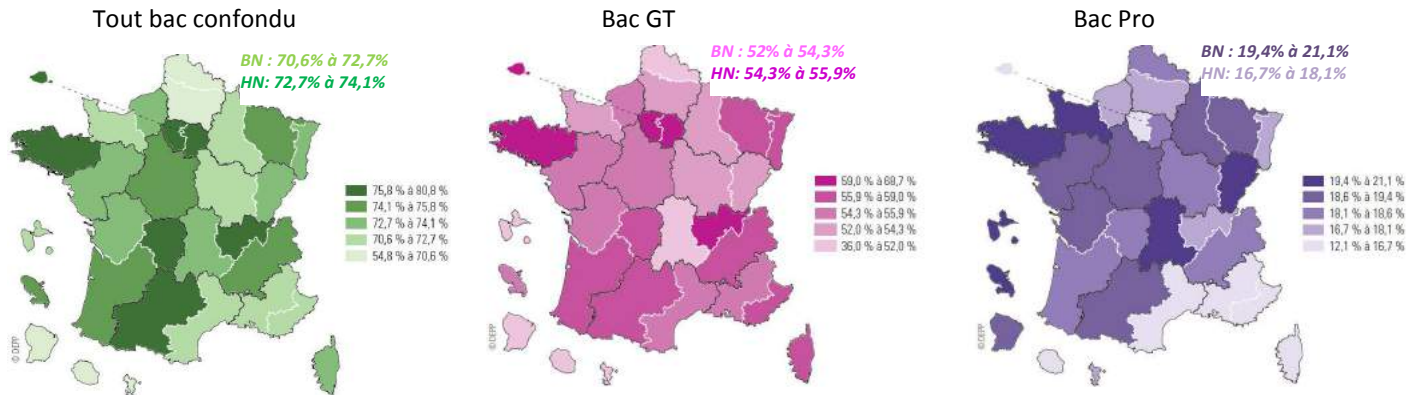 Tout bac confondu
BN : 70,6% à 72,7%
HN: 72,7% à 74,1%
75,8 % à 80,8 %
74,1 % à 75,8 %
72,7 % à 74,1 %
70,6 % à 72,7 %
54,8 % à 70,6 %
© DEPP
Bac GT
BN : 52% à 54,3%
HN: 54,3% à 55,9%
59,0 % à 68,7 %
55,9 % à 59,0 %
54,3 % à 55,9 %
52,0 % à 54,3 %
36,0 % à 52,0 %
© DEPP
Bac Pro
BN : 19,4% à 21,1%
HN: 16,7% à 18,1%
19,4 % à 21,1 %
18,6 % à 19,4 %
18,1 % à 18,6 %
16,7 % à 18,1 %
12,1 % à 16,7 %
© DEPP